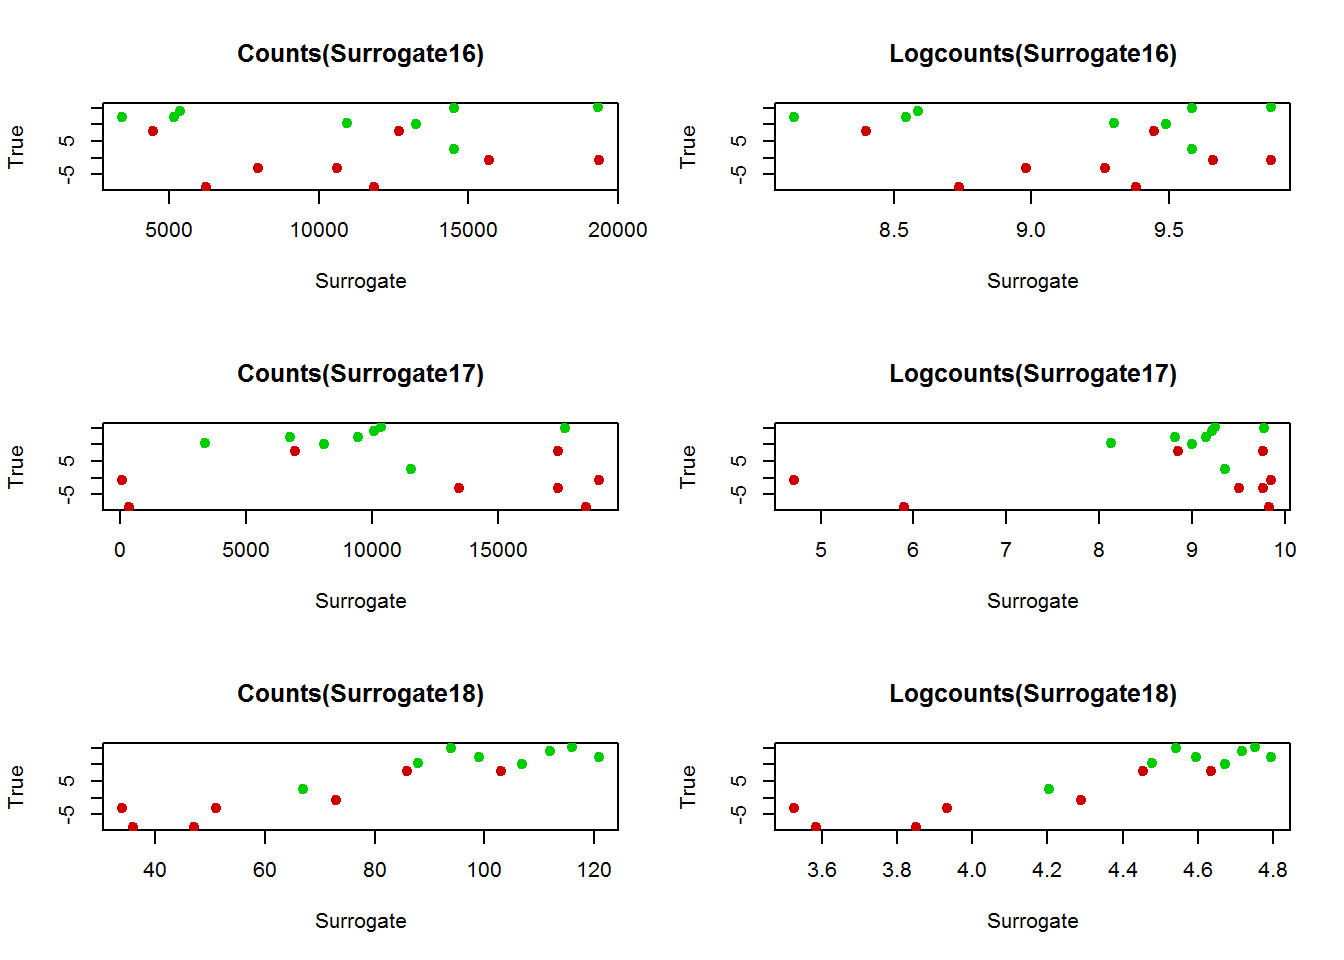 Counts(Surrogate16)
True
5
-5
5000 10000 15000 20000
Surrogate
Logcounts(Surrogate16)
True
5
-5
8.5 9.0 9.5
Surrogate
Counts(Surrogate17)
True
5
-5
0 5000 10000 15000
Surrogate
Logcounts(Surrogate17)
True
5
-5
5 6 7 8 9 10
Surrogate
Counts(Surrogate18)
True
5
-5
40 60 80 100 120
Surrogate
Logcounts(Surrogate18)
True
5
-5
3.6 3.8 4.0 4.2 4.4 4.6 4.8
Surrogate